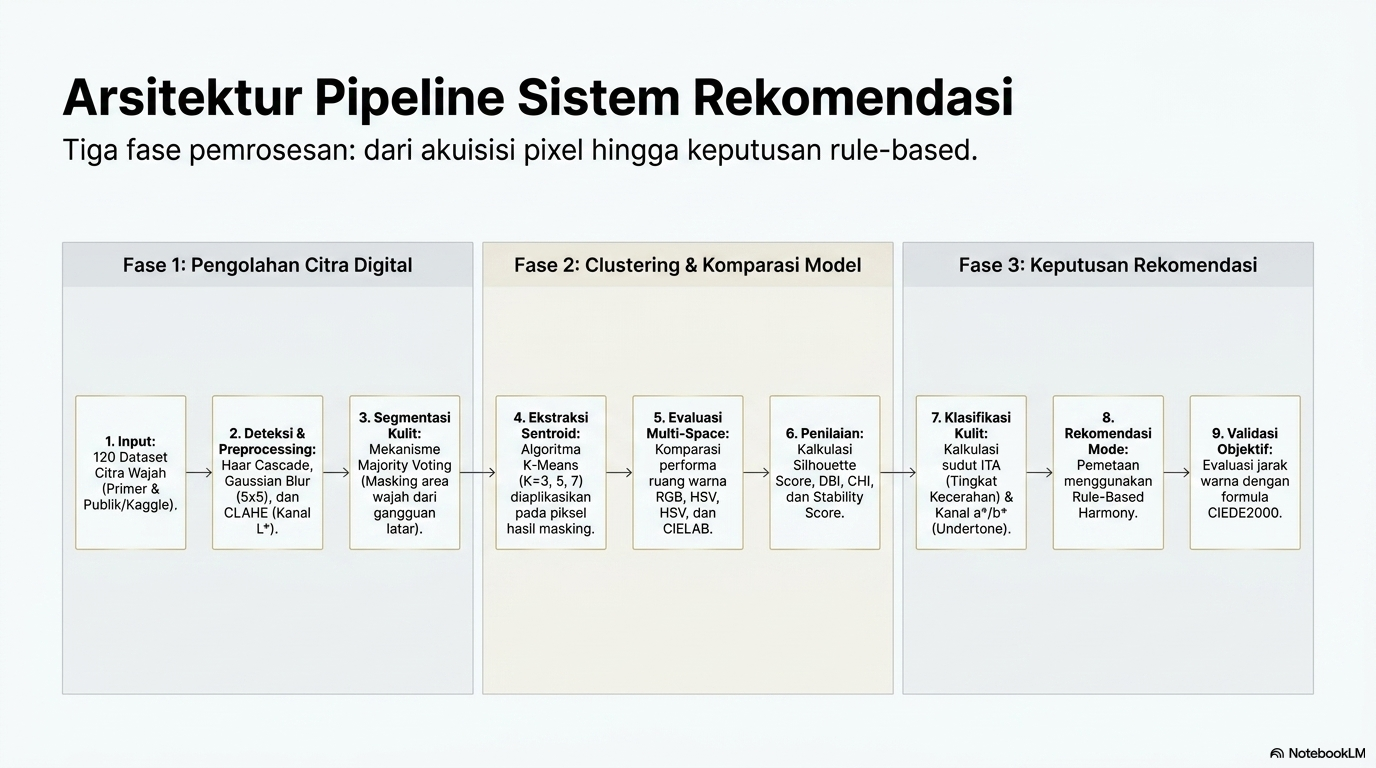 Arsitektur Pipeline Sistem Rekomendasi
Tiga fase pemrosesan: dari akuisisi pixel hingga keputusan rule-based.
Fase 1: Pengolahan Citra Digital
1. Input:
120 Dataset
Citra Wajah
(Primer &
Publik/Kaggle).
2. Deteksi &
Preprocessing:
Haar Cascade,
Gaussian Blur
(5x5), dan
CLAHE (Kanal
L*).
3. Segmentasi
Kulit:
Mekanisme
Majority Voting
(Masking area
wajah dari
gangguan
latar).
Fase 2: Clustering & Komparasi Model
4. Ekstraksi
Sentroid:
Algoritma
K-Means
(K=3, 5, 7)
diaplikasikan
pada piksel
hasil masking.
5. Evaluasi
Multi-Space:
Komparasi
performa
ruang warna
RGB, HSV,
HSV, dan
CIELAB.
6. Penilaian:
Kalkulasi
Silhouette
Score, DBI, CHI,
dan Stability
Score.
Fase 3: Keputusan Rekomendasi
7. Klasifikasi
Kulit:
Kalkulasi
sudut ITA
(Tingkat
Kecerahan) &
Kanal a*/b*
(Undertone).
8.
Rekomendasi
Mode:
Pemetaan
menggunakan
Rule-Based
Harmony.
9. Validasi
Objektif:
Evaluasi jarak
warna dengan
formula
CIEDE2000.
NotebookLM